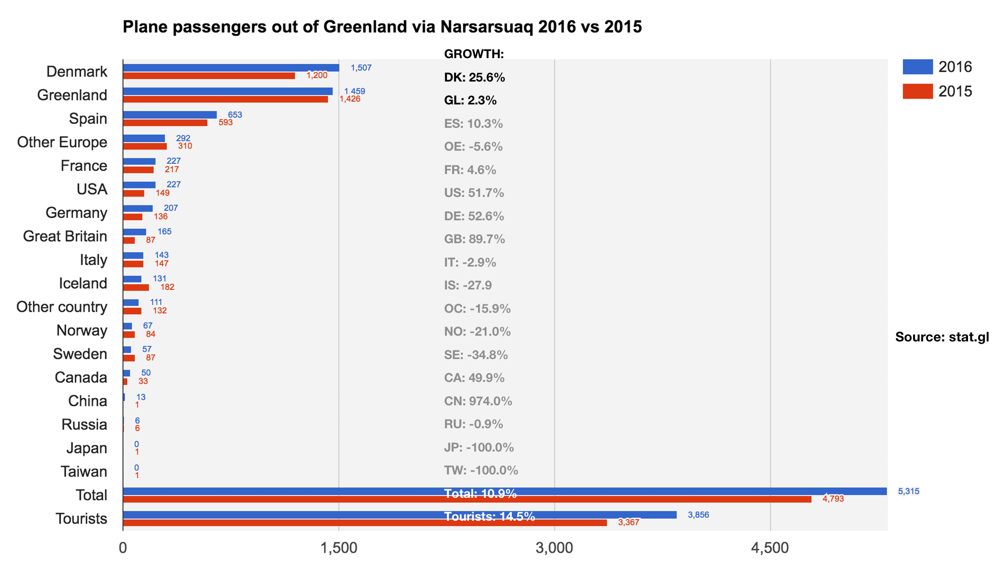 Plane passengers out of Greenland via Narsarsuaq 2016 vs 2015
GROWTH:
2016
2015
Denmark 1,507 1,200 DK: 25.6%
Greenland 1,459 1,426 GL: 2.3%
Spain 653 593 ES: 10.3%
Other Europe 292 310 OE: -5.6%
France 227 217 FR: 4.6%
USA 227 149 US: 51.7%
Germany 207 136 DE: 52.6%
Great Britain 165 87 GB: 89.7%
Italy 143 147 IT: -2.9%
Iceland 131 182 IS: -27.9
Other country 111 132 OC: -15.9%
Norway 67 84 NO: -21.0%
Source: stat.gl
Sweden 57 87 SE: -34.8%
Canada 50 33 CA: 49.9%
China 13 1 CN: 974.0%
Russia 6 6 RU: -0.9%
Japan 0 1 JP: -100.0%
Taiwan 0 1 TW: -100.0%
Total Total: 10.9% 5,315 4,793
Tourists Tourists: 14.5% 3,856 3,367
0 1,500 3,000 4,500